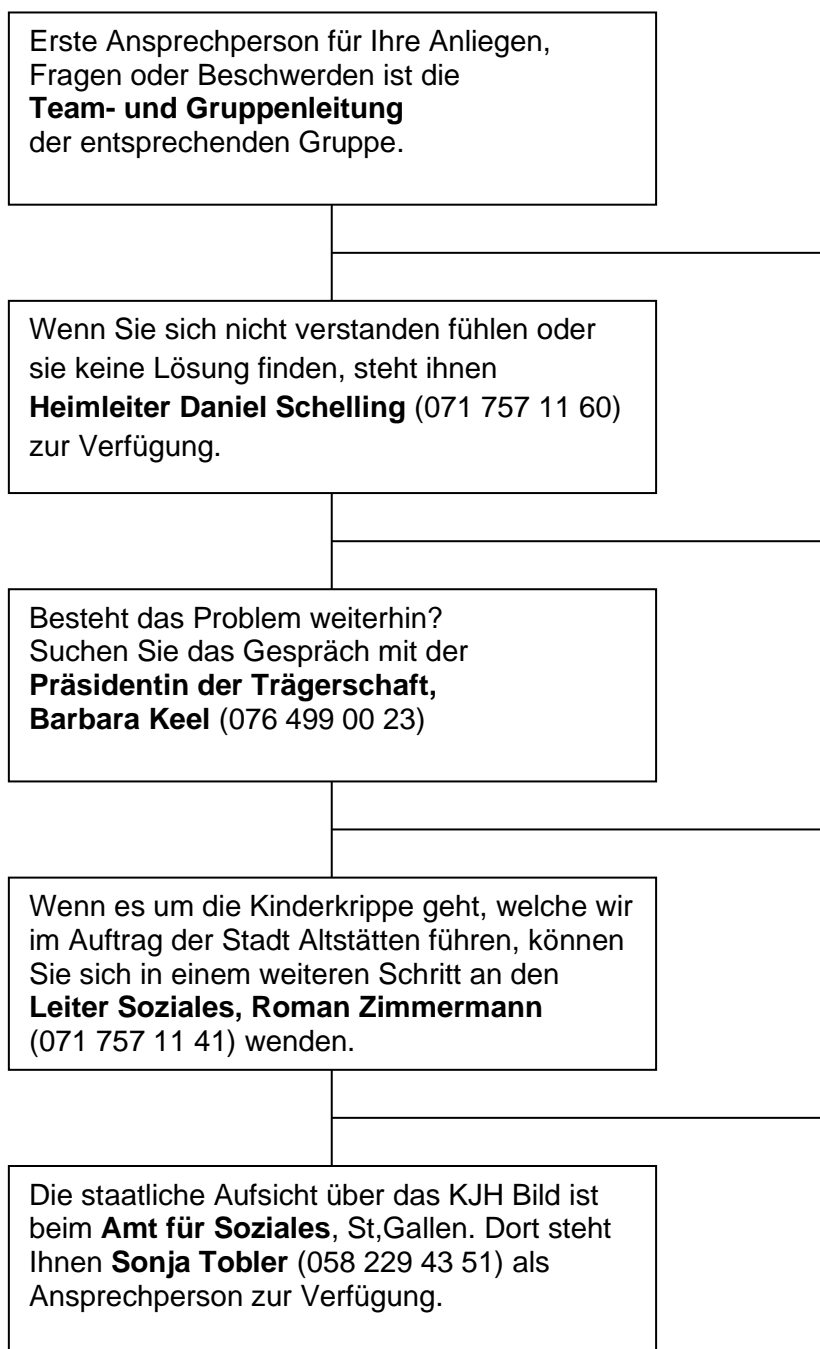 Erste Ansprechperson für Ihre Anliegen,
Fragen oder Beschwerden ist die
Team- und Gruppenleitung
der entsprechenden Gruppe.
Wenn Sie sich nicht verstanden fühlen oder
sie keine Lösung finden, steht ihnen
Heimleiter Daniel Schelling (071 757 11 60)
zur Verfügung.
Besteht das Problem weiterhin?
Suchen Sie das Gespräch mit der
Präsidentin der Trägerschaft,
Barbara Keel (076 499 00 23)
Wenn es um die Kinderkrippe geht, welche wir
im Auftrag der Stadt Altstätten führen, können
Sie sich in einem weiteren Schritt an den
Leiter Soziales, Roman Zimmermann
(071 757 11 41) wenden.
Die staatliche Aufsicht über das KJH Bild ist
beim Amt für Soziales, St,Gallen. Dort steht
Ihnen Sonja Tobler (058 229 43 51) als
Ansprechperson zur Verfügung.